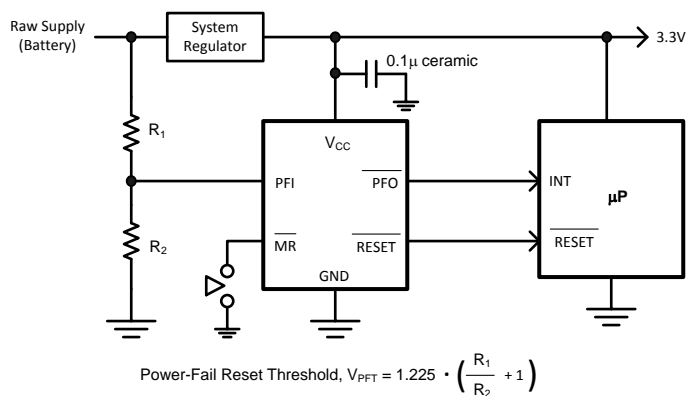 Raw Supply
(Battery)
System
Regulator
3.3V
0.1µ ceramic
R1
VCC
PFI
PFO
INT
µP
R2
MR
RESET
RESET
GND
Power-Fail Reset Threshold, VPFT = 1.225 · (R1/R2 + 1)